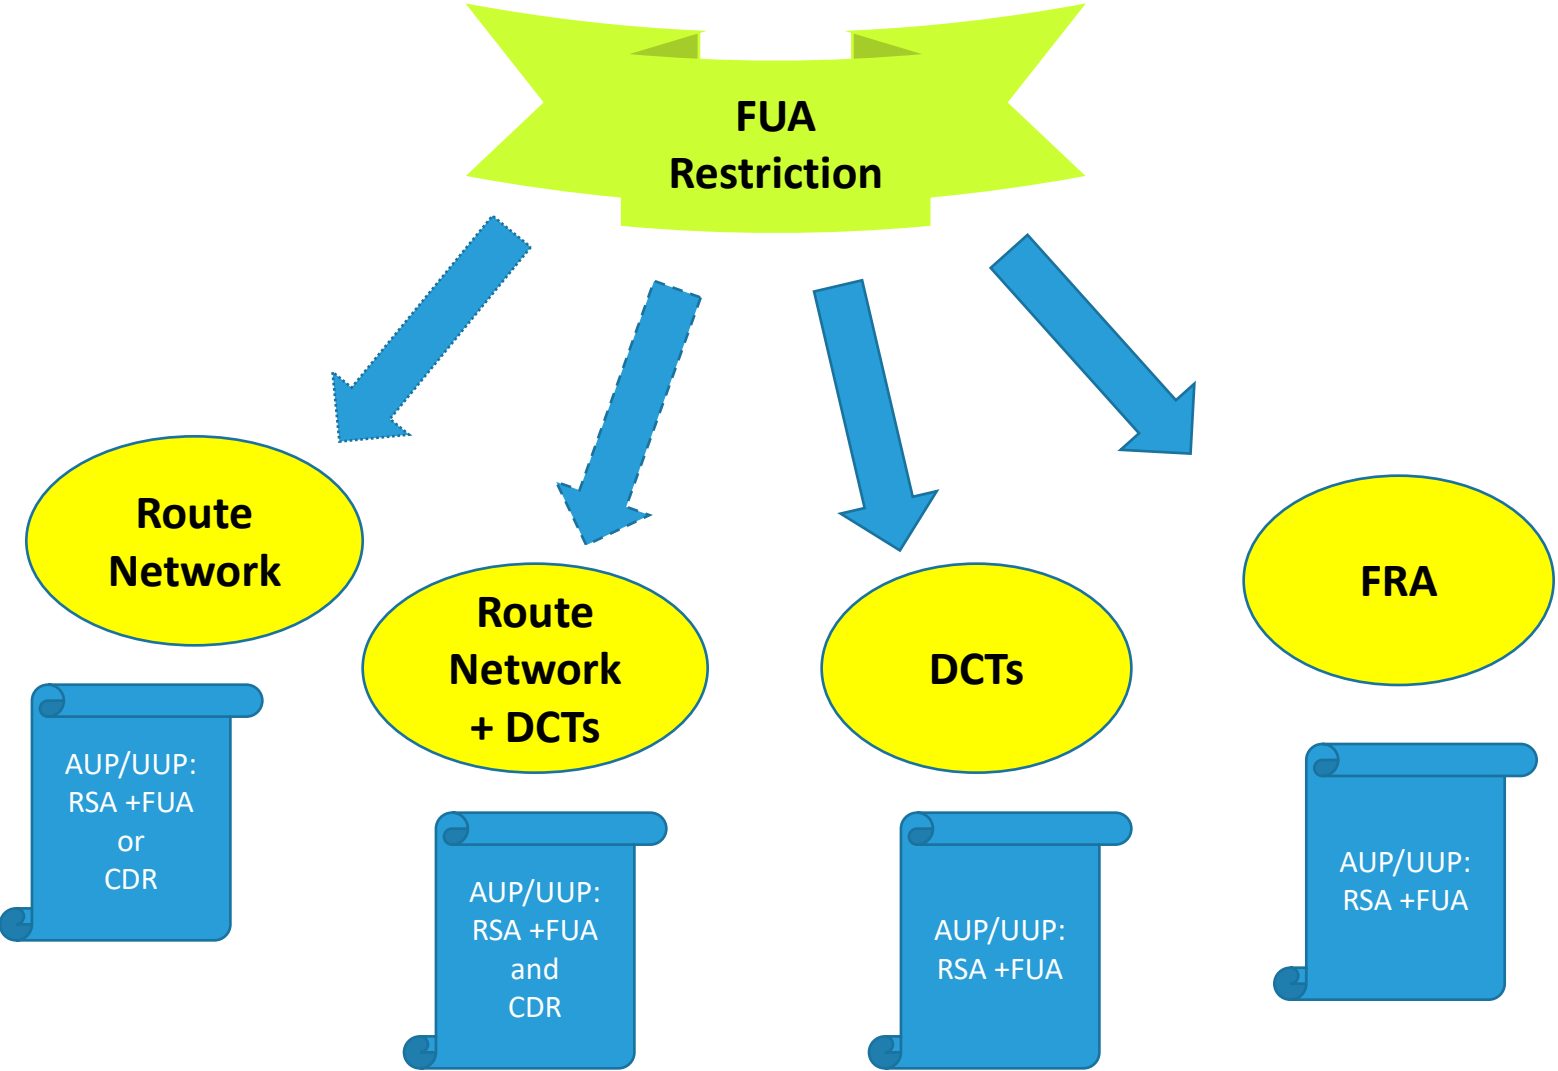 FUA
Restriction
Route
Network
Route
Network
+ DCTs
DCTs
FRA
AUP/UUP:
RSA +FUA
or
CDR
AUP/UUP:
RSA +FUA
and
CDR
AUP/UUP:
RSA +FUA
AUP/UUP:
RSA +FUA